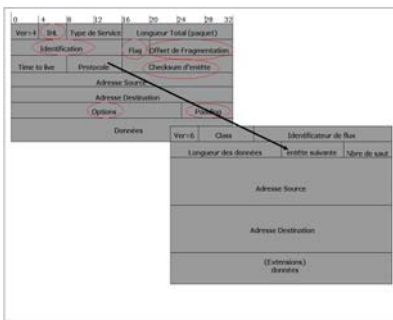 0 4 8 12 16 20 24 28 32
Ver=4 IHL Type de Service Longueur Total (paquet)
Identification Flag Offset de Fragmentation
Time to live Protocole Checksum d'entête
Adresse Source
Adresse Destination
Options Padding
Données
Ver=6 Class Identificateur de flux
Longueur des données entête suivante Nbre de saut
Adresse Source
Adresse Destination
(Extensions)
données